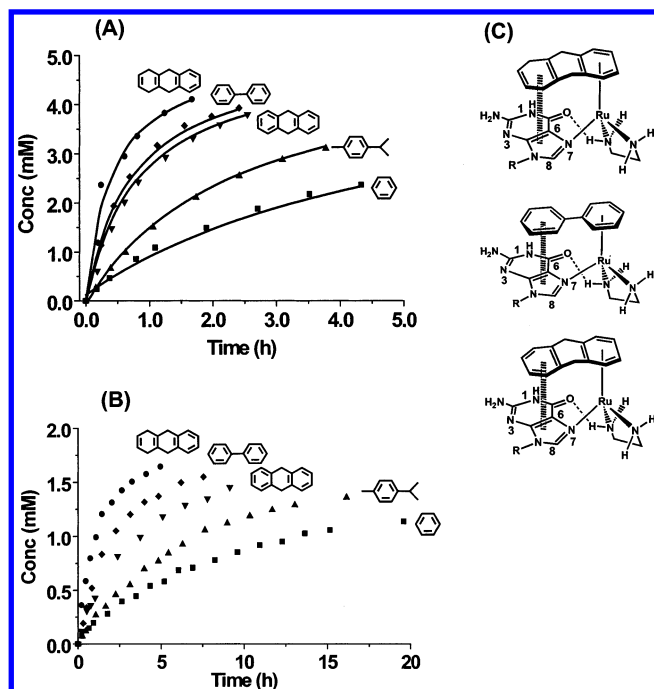 (A)
5.0
4.0
3.0
2.0
1.0
0.0
Conc (mM)
0.0 1.0 2.0 3.0 4.0 5.0
Time (h)
(B)
2.0
1.5
1.0
0.5
0.0
Conc (mM)
0 5 10 15 20
Time (h)
(C)
H₂N 1 N H O 6 N 3 N R 8 N 7 Ru H N H N H H
H₂N 1 NH O 6 N 3 N R 8 N 7 Ru H N H N H H
H₂N 1 N H O 6 N 3 N R 8 N 7 Ru H N H N H H